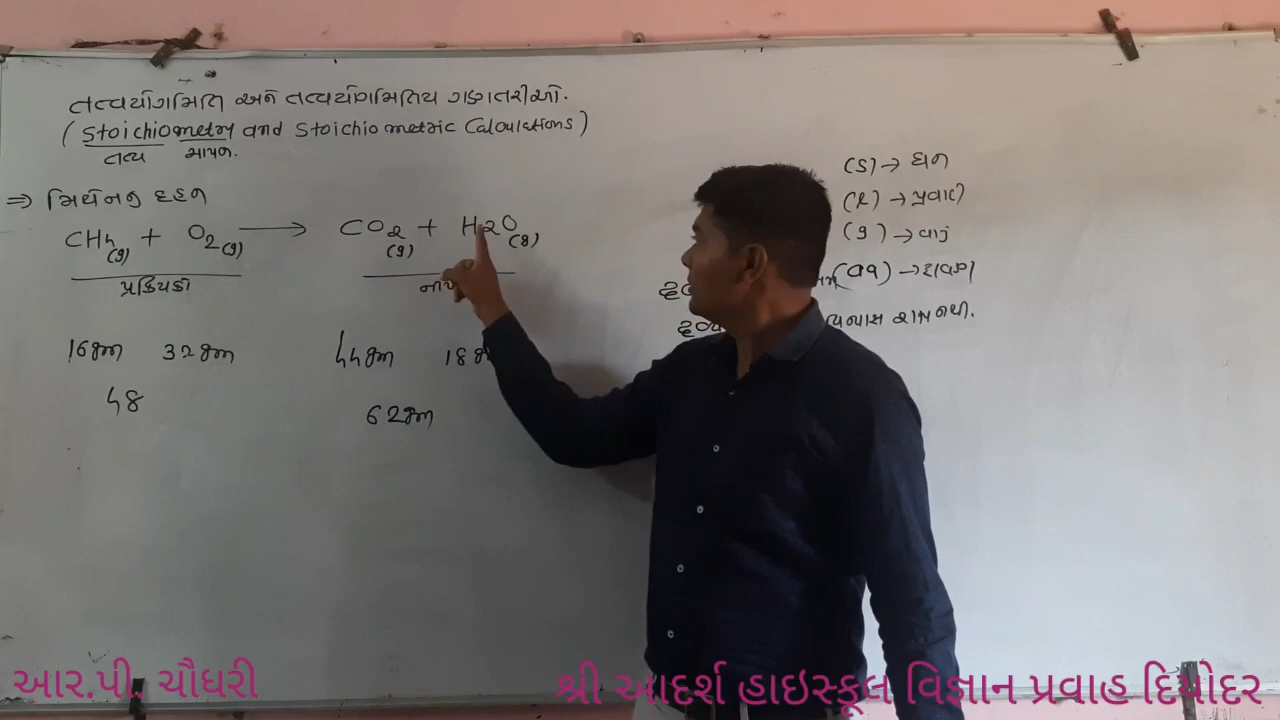 તત્વયોગમિતિ અને તત્વયોગમિતિય ગણતરીઓ.
(Stoichiometry and Stoichiometric Calculations)
તત્વ માપન.
⇒ મિથેનનું દહન
CH4(g) + O2(g) ⟶ CO2(g) + H2O(g)
પ્રક્રિયકો
16gm 32gm 44gm 18
48 62gm
(s) → ઘન
(l) → પ્રવાહી
(g) → વાયુ
(aq) → દ્રાવણ
આર.પી. ચૌધરી
શ્રી આદર્શ હાઇસ્કૂલ વિજ્ઞાન પ્રવાહ દિયોદર